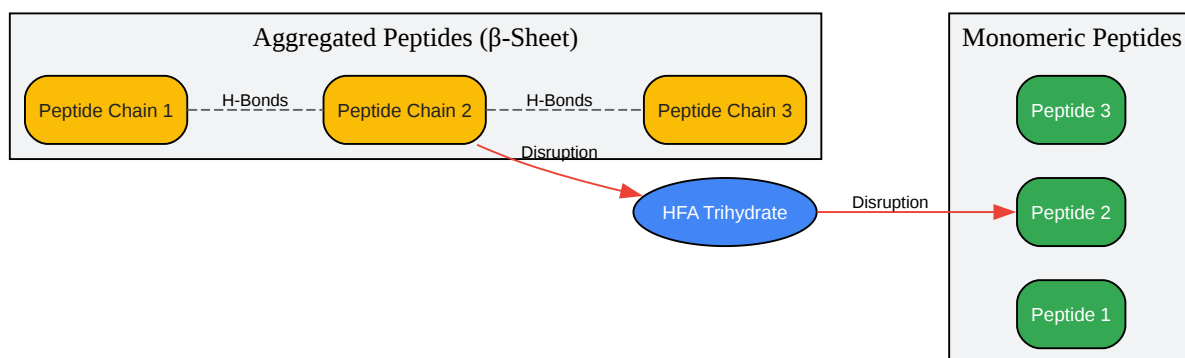 Aggregated Peptides (β-Sheet)
Peptide Chain 1
H-Bonds
Peptide Chain 2
H-Bonds
Peptide Chain 3
Disruption
HFA Trihydrate
Disruption
Monomeric Peptides
Peptide 3
Peptide 2
Peptide 1